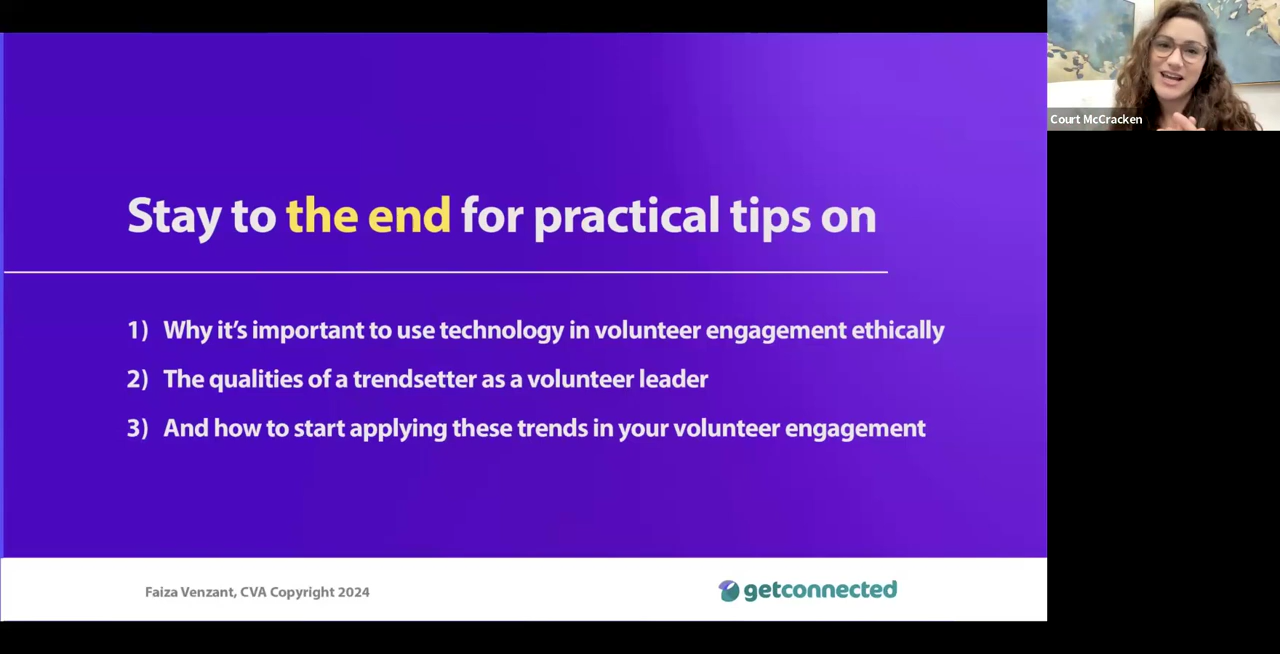 Court McCracken
Stay to the end for practical tips on
1) Why it's important to use technology in volunteer engagement ethically
2) The qualities of a trendsetter as a volunteer leader
3) And how to start applying these trends in your volunteer engagement
Faiza Venzant, CVA Copyright 2024
getconnected